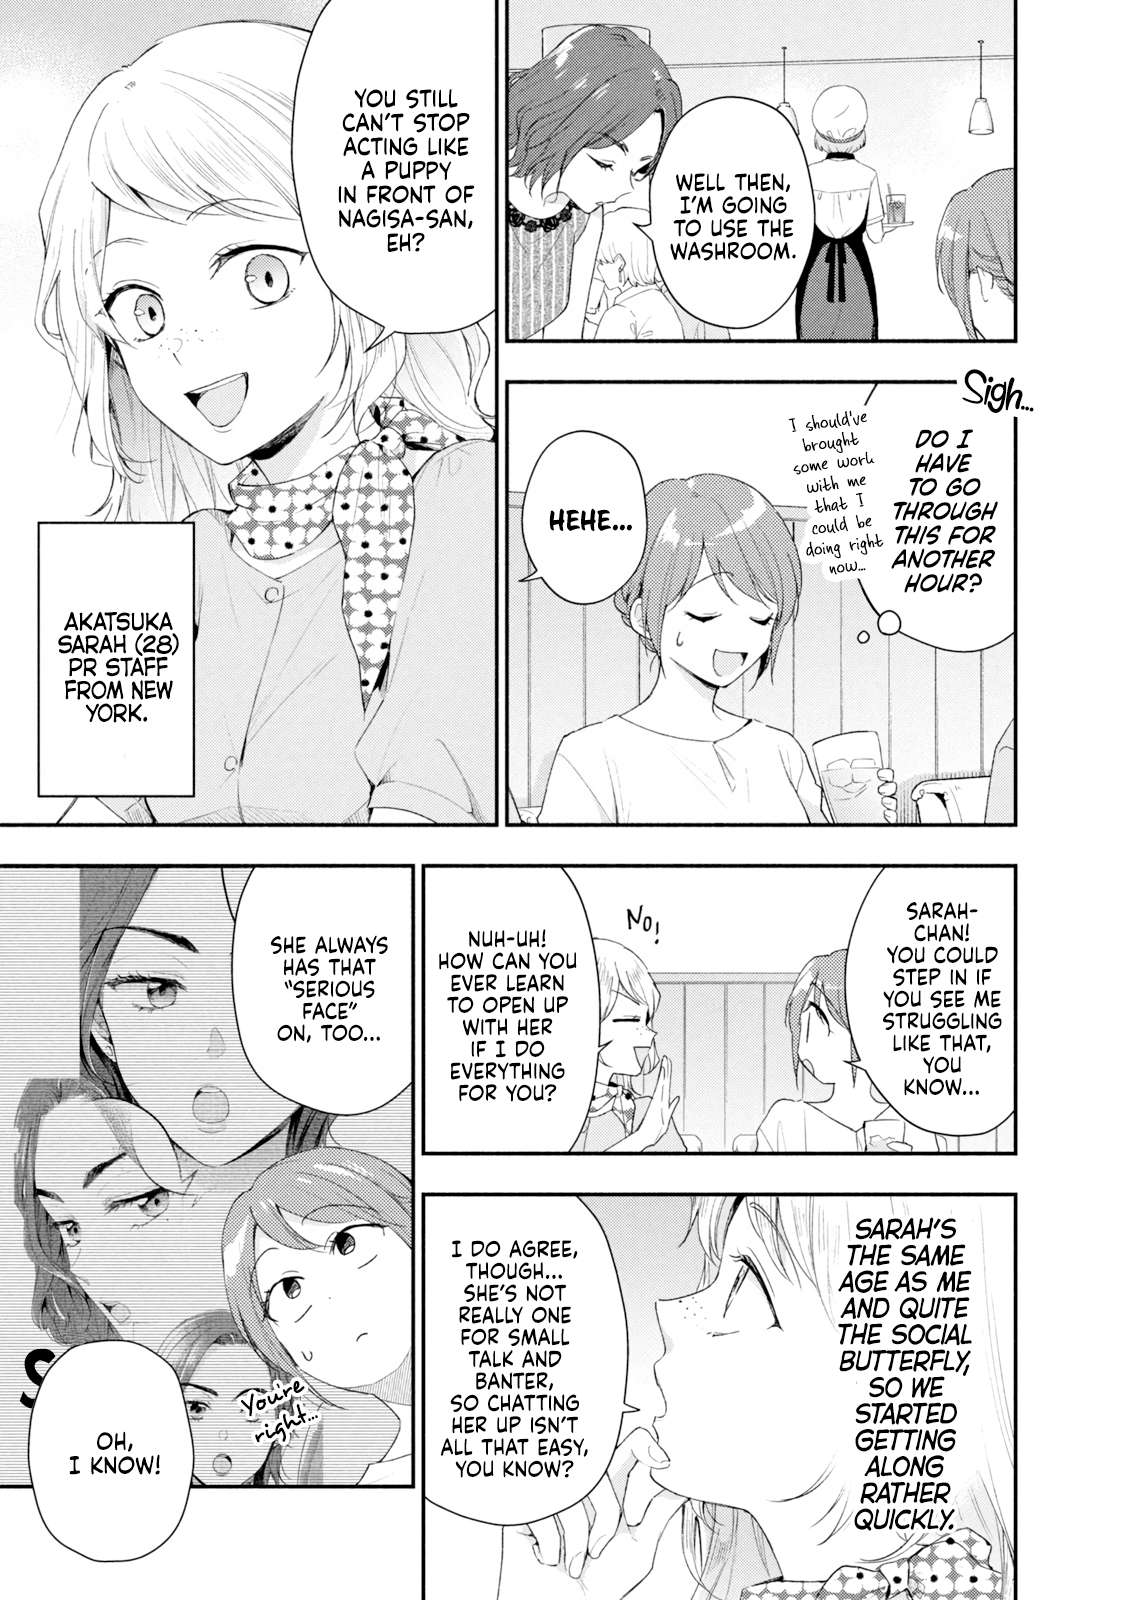 WELL THEN,
I'M GOING
TO USE THE
WASHROOM.
Sigh...
DO I
HAVE
TO GO
THROUGH
THIS FOR
ANOTHER
HOUR?
I should've
brought
some work
with me
that I
could be
doing right
now...
HEHE...
YOU STILL
CAN'T STOP
ACTING LIKE
A PUPPY
IN FRONT OF
NAGISA-SAN,
EH?
AKATSUKA
SARAH (28)
PR STAFF
FROM NEW
YORK.
SARAH-
CHAN!
YOU COULD
STEP IN IF
YOU SEE ME
STRUGGLING
LIKE THAT,
YOU
KNOW...
NO!
NUH-UH!
HOW CAN YOU
EVER LEARN
TO OPEN UP
WITH HER
IF I DO
EVERYTHING
FOR YOU?
SARAH'S
THE SAME
AGE AS ME
AND QUITE
THE SOCIAL
BUTTERFLY,
SO WE
STARTED
GETTING
ALONG
RATHER
QUICKLY.
I DO AGREE,
THOUGH...
SHE'S NOT
REALLY ONE
FOR SMALL
TALK AND
BANTER,
SO CHATTING
HER UP ISN'T
ALL THAT EASY,
YOU KNOW?
SHE ALWAYS
HAS THAT
"SERIOUS
FACE"
ON, TOO...
You're
right...
OH,
I KNOW!